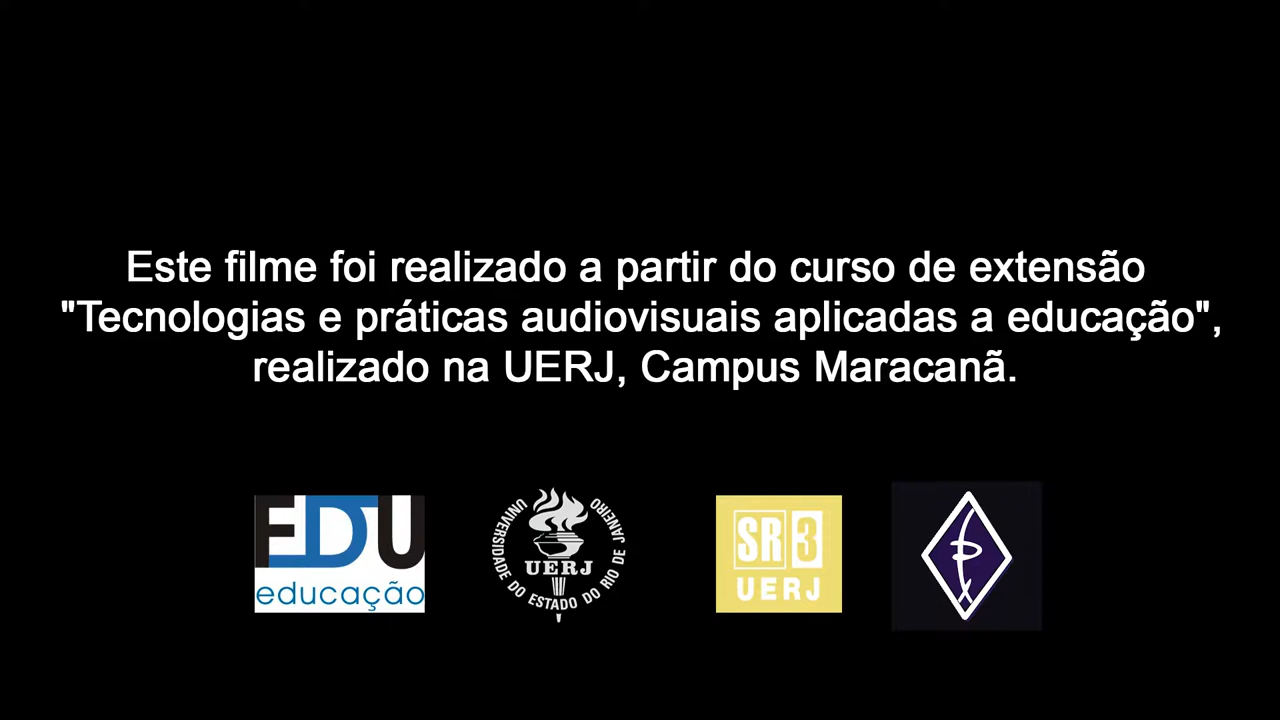 Este filme foi realizado a partir do curso de extensão
"Tecnologias e práticas audiovisuais aplicadas a educação",
realizado na UERJ, Campus Maracanã.
EDU
educação
UNIVERSIDADE DO ESTADO DO RIO DE JANEIRO
UERJ
SR3
UERJ